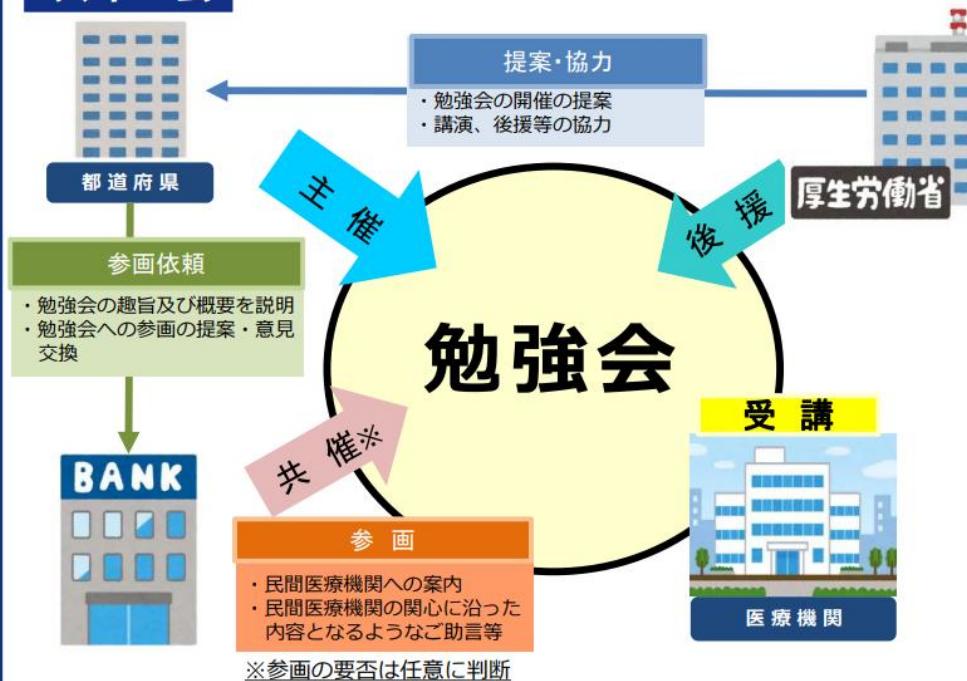 提案・協力
・勉強会の開催の提案
・講演、後援等の協力
都道府県
厚生労働省
主催
後援
参画依頼
・勉強会の趣旨及び概要を説明
・勉強会への参画の提案・意見
交換
勉強会
受講
共催※
BANK
参画
・民間医療機関への案内
・民間医療機関の関心に沿った
内容となるようなご助言等
医療機関
※参画の要否は任意に判断